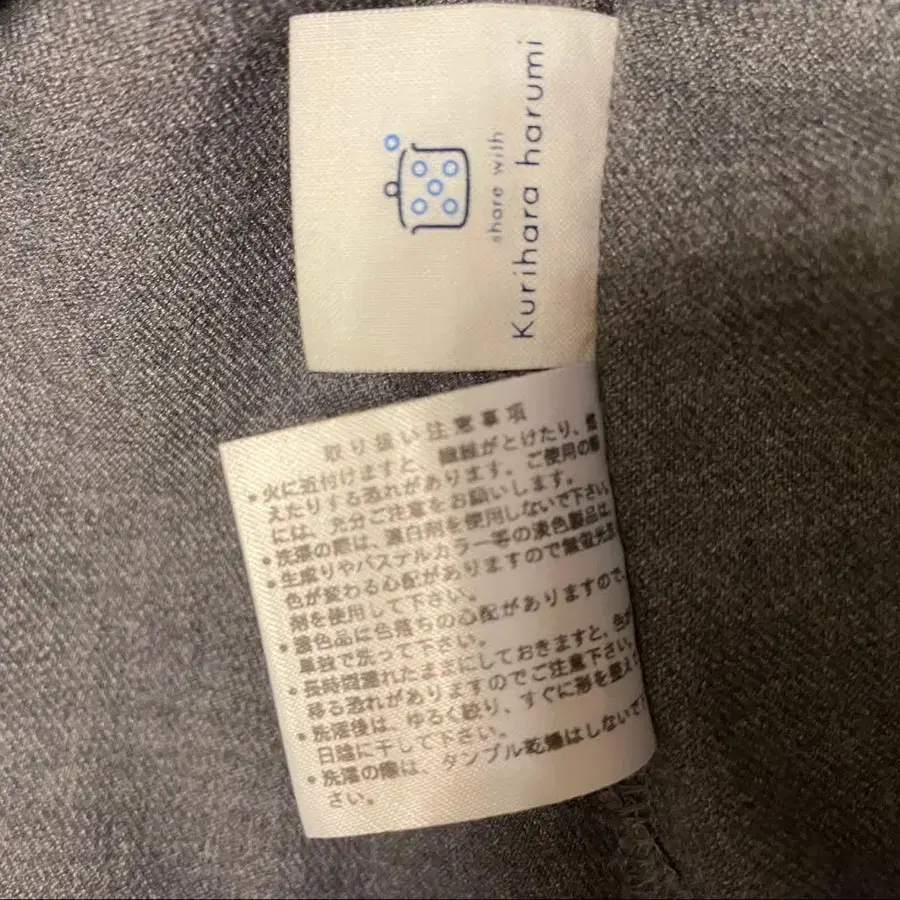 share with
Kurihara harumi
取り扱い注意事項
・火に近付けますと、繊維がとけたり、燃
えたりする恐れがあります。ご使用の際
には、充分ご注意をお願いします。
・洗濯の際は、漂白剤を使用しないで下さい。
・生成りやパステルカラー等の淡色製品は、
色が変わる心配がありますので無蛍光洗
剤を使用して下さい。
・濃色品に色落ちの心配がありますので、
単独で洗って下さい。
・長時間濡れたままにしておきますと、色が
移る恐れがありますのでご注意下さい。
・洗濯後は、ゆるく絞り、すぐに形を整えて
日陰に干して下さい。
・洗濯の際は、タンブル乾燥はしないで下
さい。